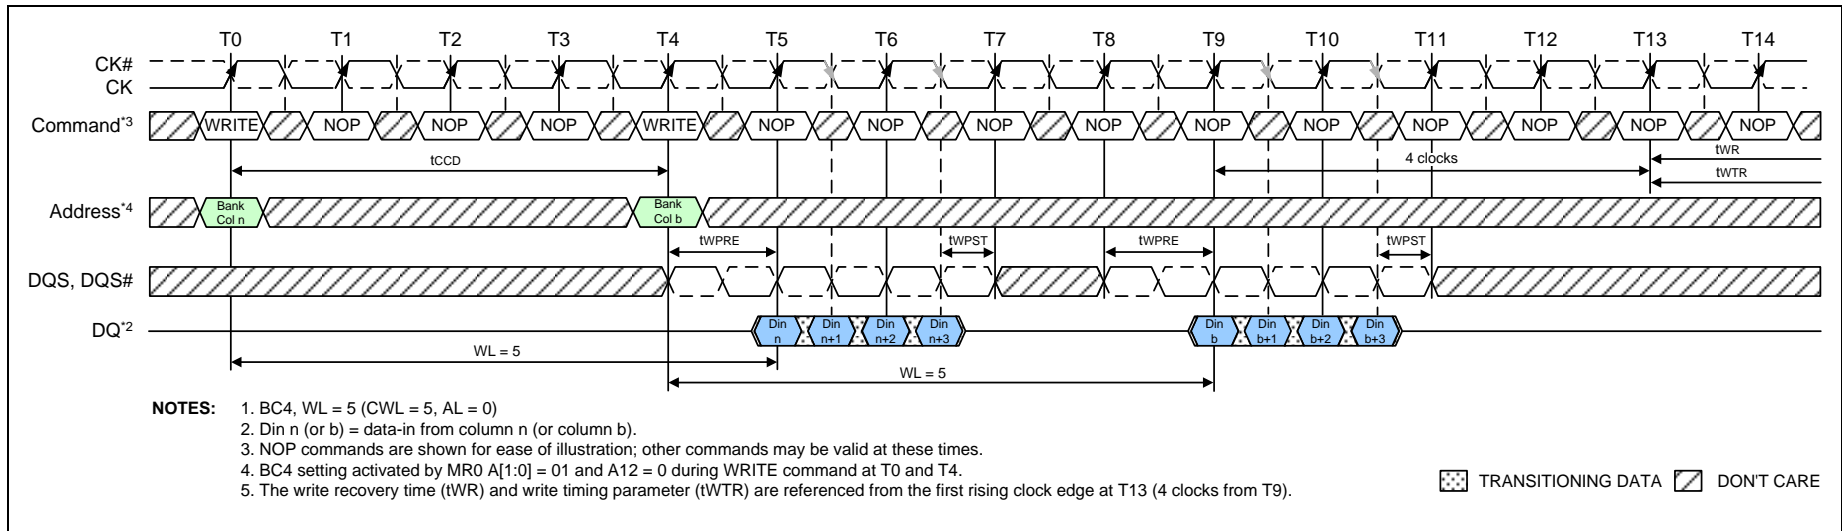 T0 T1 T2 T3 T4 T5 T6 T7 T8 T9 T10 T11 T12 T13 T14
CK#
CK
Command*3 WRITE NOP NOP NOP WRITE NOP NOP NOP NOP NOP NOP NOP NOP NOP NOP
tCCD 4 clocks tWR
tWTR
Address*4 Bank Col n Bank Col b
tWPRE tWPST tWPRE tWPST
DQS, DQS#
DQ*2 Din n Din n+1 Din n+2 Din n+3 Din b Din b+1 Din b+2 Din b+3
WL = 5
WL = 5
NOTES: 1. BC4, WL = 5 (CWL = 5, AL = 0)
2. Din n (or b) = data-in from column n (or column b).
3. NOP commands are shown for ease of illustration; other commands may be valid at these times.
4. BC4 setting activated by MR0 A[1:0] = 01 and A12 = 0 during WRITE command at T0 and T4.
5. The write recovery time (tWR) and write timing parameter (tWTR) are referenced from the first rising clock edge at T13 (4 clocks from T9).
TRANSITIONING DATA DON'T CARE